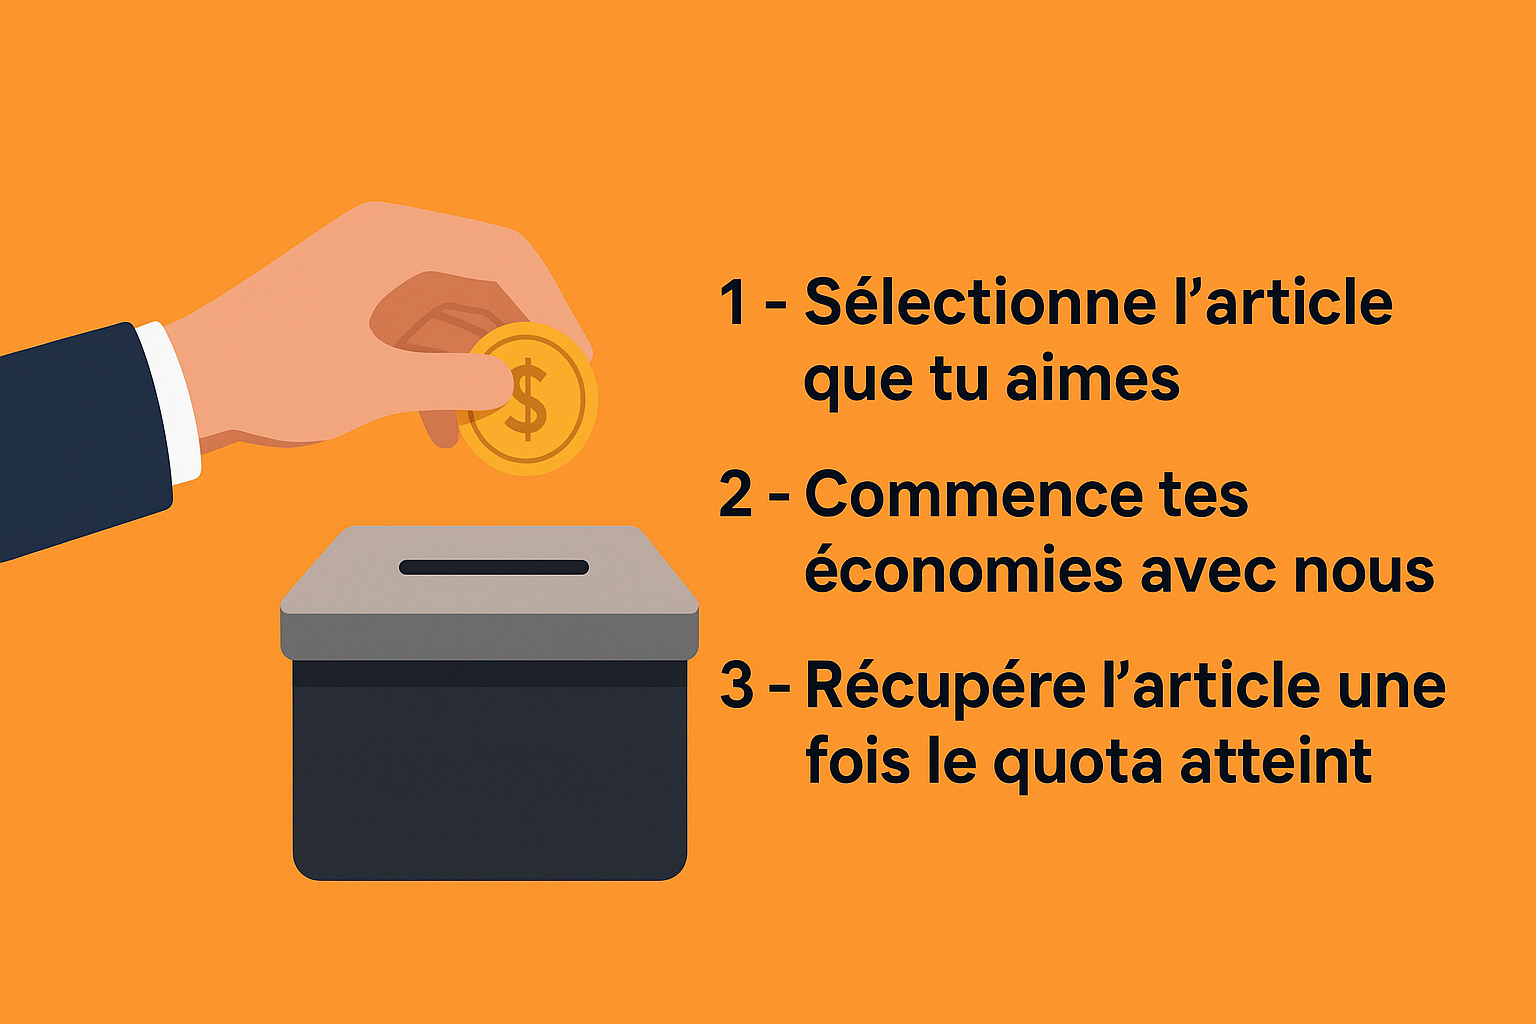 1 - Sélectionne l’article
que tu aimes
2 - Commence tes
économies avec nous
3 - Récupére l’article une
fois le quota atteint
$